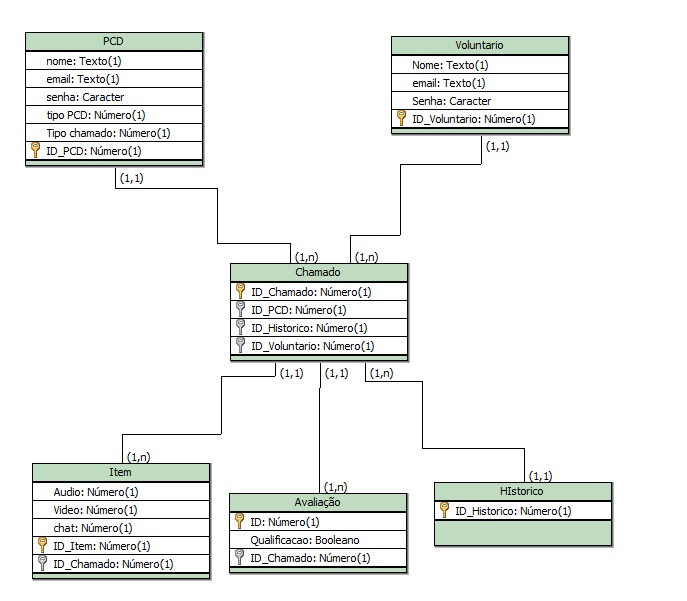 PCD
nome: Texto(1)
email: Texto(1)
senha: Caracter
tipo PCD: Número(1)
Tipo chamado: Número(1)
ID_PCD: Número(1)
(1,1)
Voluntario
Nome: Texto(1)
email: Texto(1)
Senha: Caracter
ID_Voluntario: Número(1)
(1,1)
(1,n)
(1,n)
Chamado
ID_Chamado: Número(1)
ID_PCD: Número(1)
ID_Historico: Número(1)
ID_Voluntario: Número(1)
(1,1)
(1,1)
(1,n)
(1,n)
Item
Audio: Número(1)
Video: Número(1)
chat: Número(1)
ID_Item: Número(1)
ID_Chamado: Número(1)
(1,n)
Avaliação
ID: Número(1)
Qualificacao: Booleano
ID_Chamado: Número(1)
(1,1)
HIstorico
ID_Historico: Número(1)